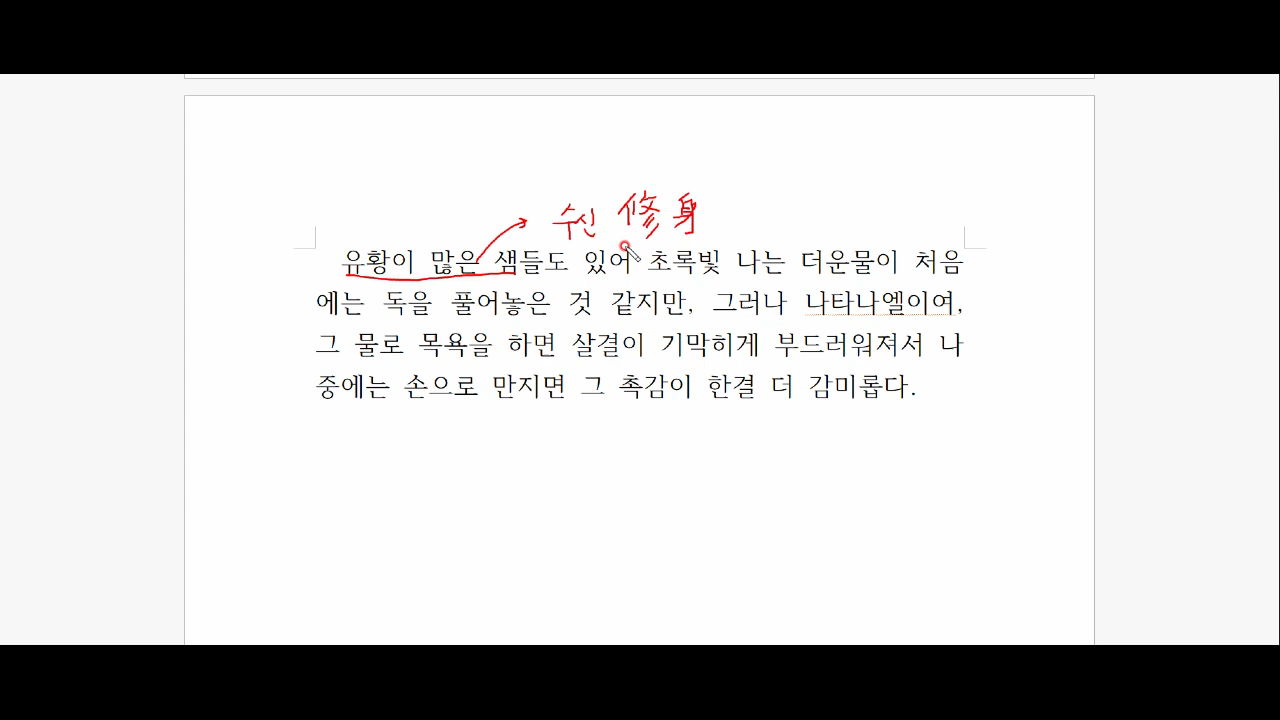 수신 修身
유황이 많은 샘들도 있어 초록빛 나는 더운물이 처음
에는 독을 풀어놓은 것 같지만, 그러나 나타나엘이여,
그 물로 목욕을 하면 살결이 기막히게 부드러워져서 나
중에는 손으로 만지면 그 촉감이 한결 더 감미롭다.